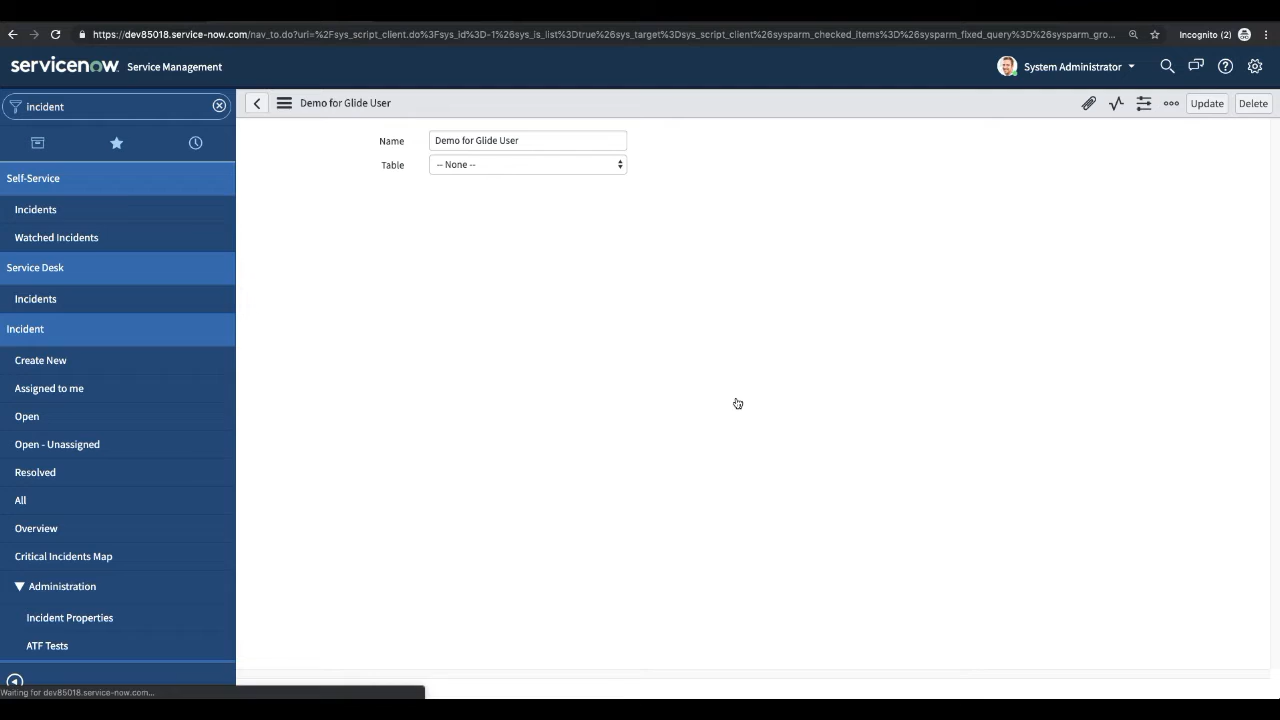 https://dev85018.service-now.com/nav_to.do?uri=%2Fsys_script_client.do%3Fsys_id%3D-1%26sys_is_list%3Dtrue%26sys_target%3Dsys_script_client%26sysparm_checked_items%3D%26sysparm_fixed_query%3D%26sysparm_gro... Incognito (2)
servicenow Service Management System Administrator
incident
Demo for Glide User Update Delete
Name Demo for Glide User
Table -- None --
Self-Service
Incidents
Watched Incidents
Service Desk
Incidents
Incident
Create New
Assigned to me
Open
Open - Unassigned
Resolved
All
Overview
Critical Incidents Map
Administration
Incident Properties
ATF Tests
Waiting for dev85018.service-now.com...